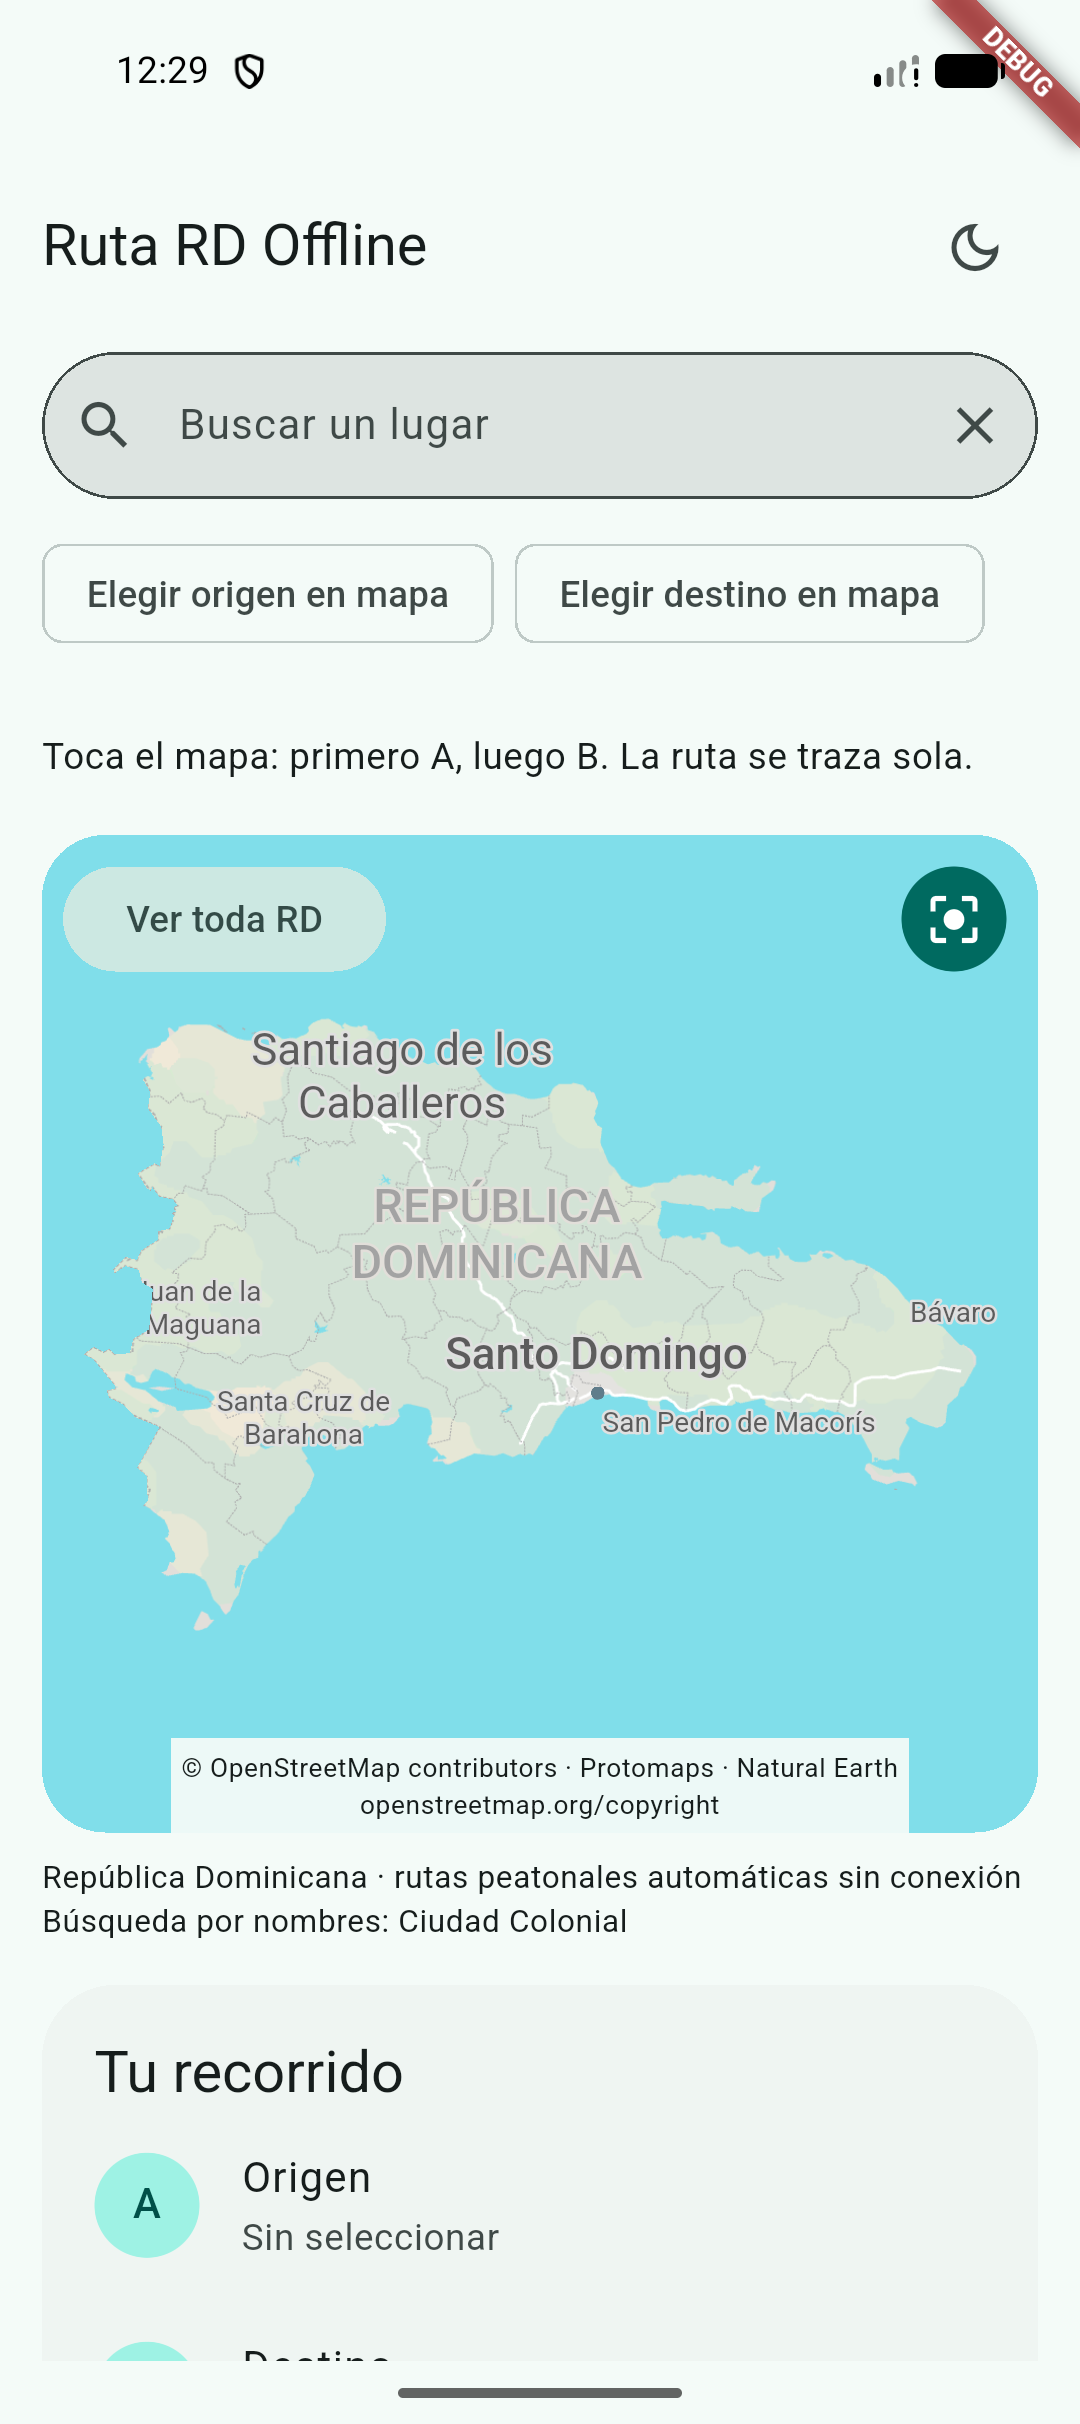 12:29
DEBUG
Ruta RD Offline
Buscar un lugar
Elegir origen en mapa
Elegir destino en mapa
Toca el mapa: primero A, luego B. La ruta se traza sola.
Ver toda RD
Santiago de los
Caballeros
REPÚBLICA
DOMINICANA
uan de la
Maguana
Bávaro
Santo Domingo
Santa Cruz de
Barahona
San Pedro de Macorís
© OpenStreetMap contributors · Protomaps · Natural Earth
openstreetmap.org/copyright
República Dominicana · rutas peatonales automáticas sin conexión
Búsqueda por nombres: Ciudad Colonial
Tu recorrido
A
Origen
Sin seleccionar